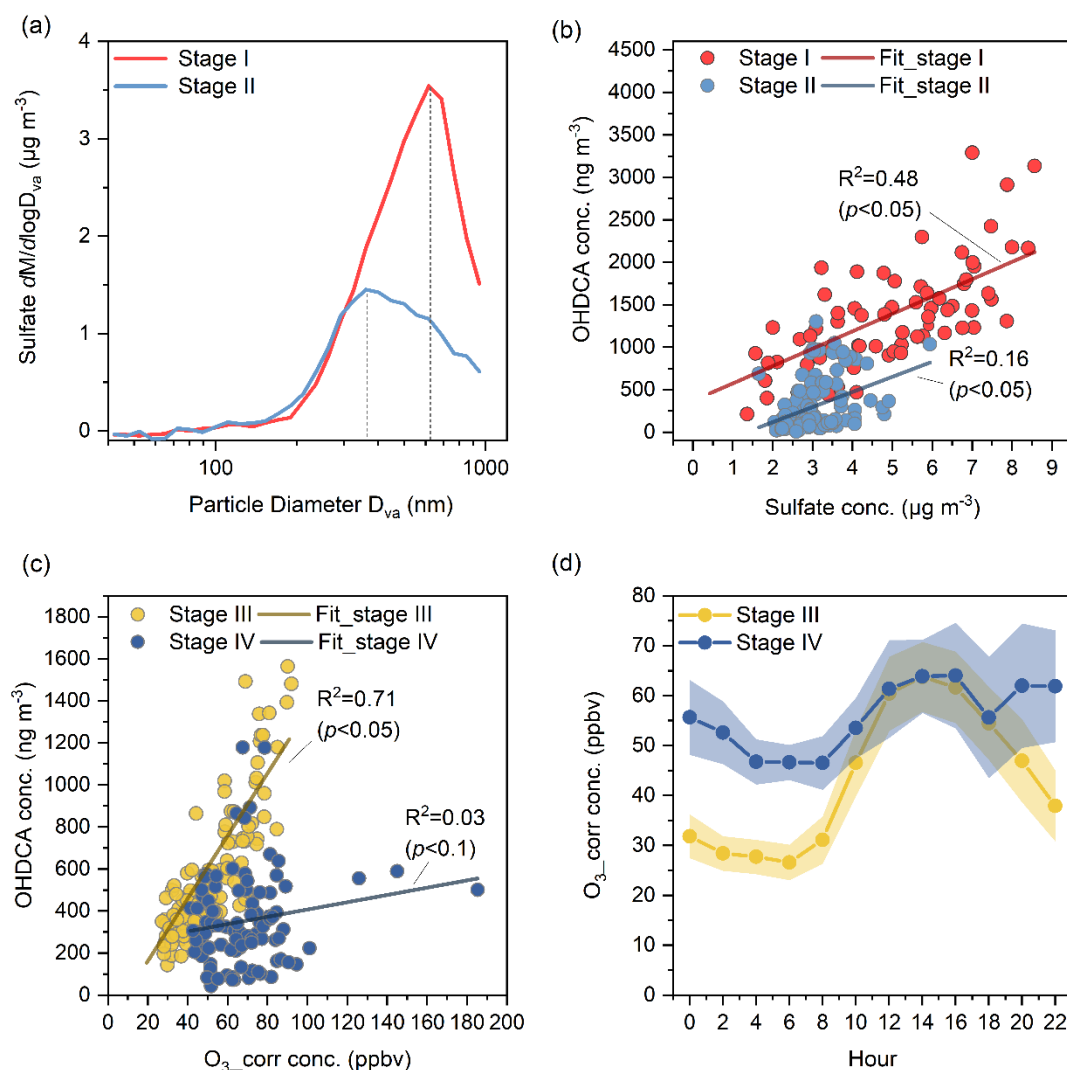 (a)
Stage I
Stage II
4
3
2
1
0
Sulfate dM/dlogDva (µg m-3)
100
1000
Particle Diameter Dva (nm)
(b)
Stage I
Fit_stage I
Stage II
Fit_stage II
R2=0.48
(p<0.05)
R2=0.16
(p<0.05)
4500
4000
3500
3000
2500
2000
1500
1000
500
0
OHDCA conc. (ng m-3)
0 1 2 3 4 5 6 7 8 9
Sulfate conc. (µg m-3)
(c)
Stage III
Fit_stage III
Stage IV
Fit_stage IV
R2=0.71
(p<0.05)
R2=0.03
(p<0.1)
1800
1600
1400
1200
1000
800
600
400
200
0
OHDCA conc. (ng m-3)
0 20 40 60 80 100 120 140 160 180 200
O3_corr conc. (ppbv)
(d)
Stage III
Stage IV
80
70
60
50
40
30
20
10
0
O3_corr conc. (ppbv)
0 2 4 6 8 10 12 14 16 18 20 22
Hour